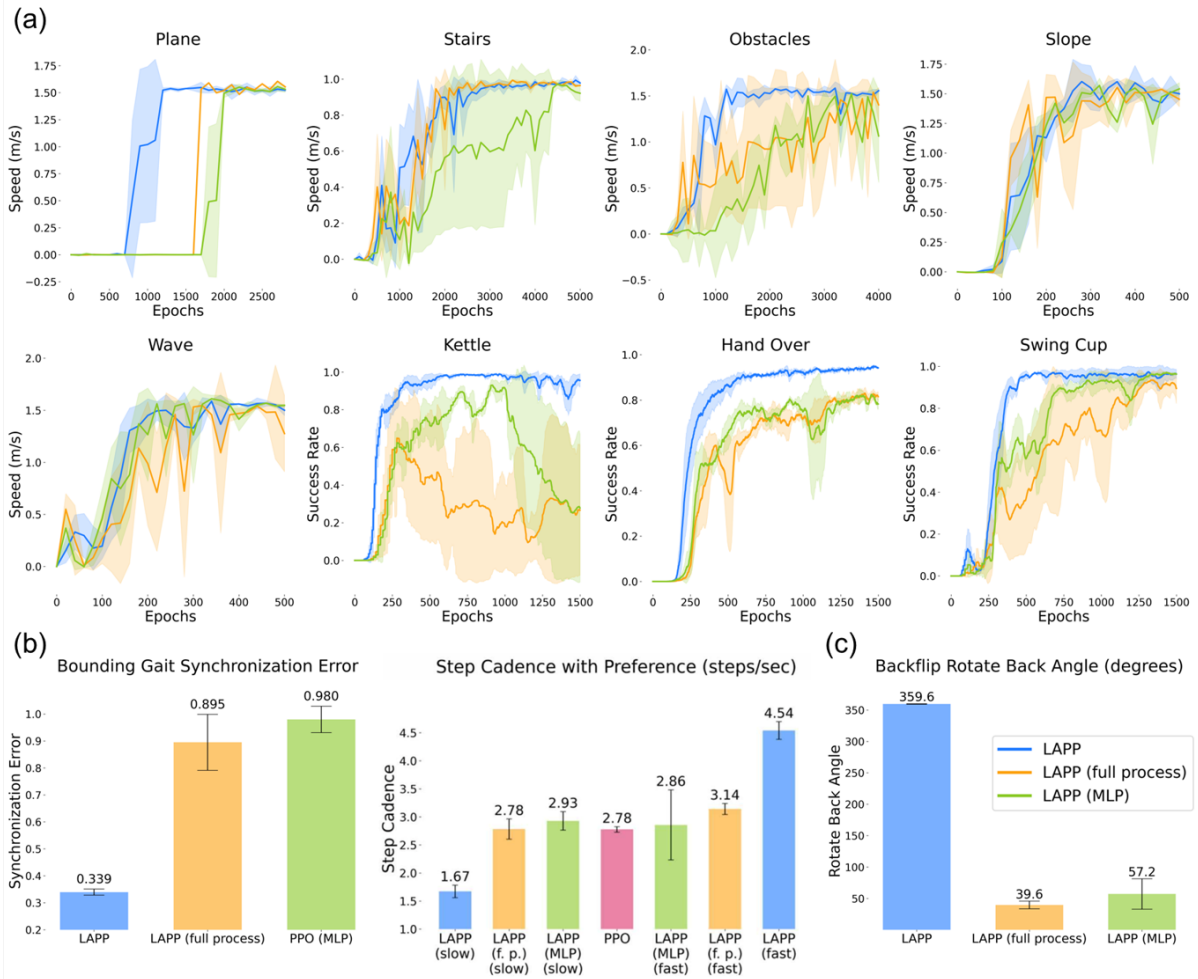 (a)
Plane
Speed (m/s)
1.75
1.50
1.25
1.00
0.75
0.50
0.25
0.00
−0.25
0 500 1000 1500 2000 2500
Epochs
Stairs
Speed (m/s)
1.0
0.8
0.6
0.4
0.2
0.0
0 1000 2000 3000 4000 5000
Epochs
Obstacles
Speed (m/s)
2.0
1.5
1.0
0.5
0.0
−0.5
0 1000 2000 3000 4000
Epochs
Slope
Speed (m/s)
1.75
1.50
1.25
1.50
1.75
1.50
1.25
0.0
0 100 200 300 400 500
Epochs
Wave
Speed (m/s)
2.0
1.5
1.0
0.5
0.0
0 100 200 300 400 500
Epochs
Kettle
Success Rate
1.0
0.8
0.6
0.4
0.2
0.0
0 250 500 750 1000 1250 1500
Epochs
Hand Over
Success Rate
1.0
0.8
0.6
0.4
0.2
0.0
0 250 500 750 1000 1250 1500
Epochs
Swing Cup
Success Rate
1.0
0.8
0.6
0.4
0.2
0.0
0 250 500 750 1000 1250 1500
Epochs
(b)
Bounding Gait Synchronization Error
Synchronization Error
1.0
0.9
0.8
0.7
0.6
0.5
0.4
0.3
0.2
0.339
0.895
0.980
LAPP LAPP (full process) PPO (MLP)
Step Cadence with Preference (steps/sec)
Step Cadence
4.5
4.0
3.5
3.0
2.5
2.0
1.5
1.0
1.67
2.78
2.93
2.78
2.86
3.14
4.54
LAPP
(slow)
LAPP
(f. p.)
(slow)
LAPP
(MLP)
(slow)
PPO
LAPP
(MLP)
(fast)
LAPP
(f. p.)
(fast)
LAPP
(fast)
(c)
Backflip Rotate Back Angle (degrees)
Rotate Back Angle
350
300
250
200
150
100
50
359.6
39.6
57.2
LAPP
LAPP (full process)
LAPP (MLP)
LAPP LAPP (full process) LAPP (MLP)